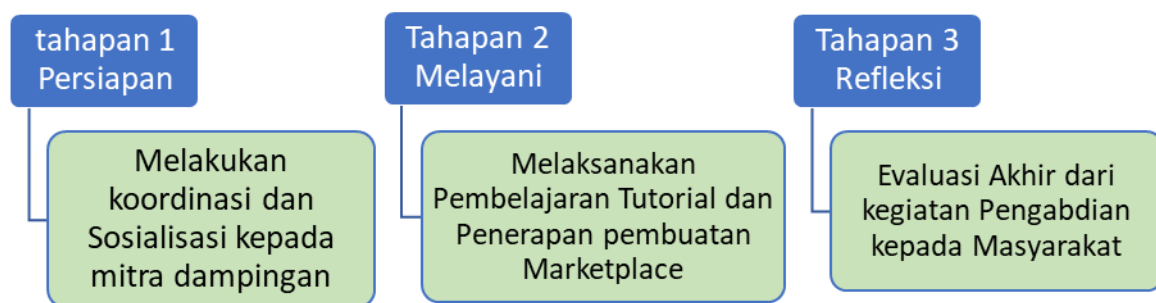 tahapan 1
Persiapan
Melakukan
koordinasi dan
Sosialisasi kepada
mitra dampingan
Tahapan 2
Melayani
Melaksanakan
Pembelajaran Tutorial dan
Penerapan pembuatan
Marketplace
Tahapan 3
Refleksi
Evaluasi Akhir dari
kegiatan Pengabdian
kepada Masyarakat